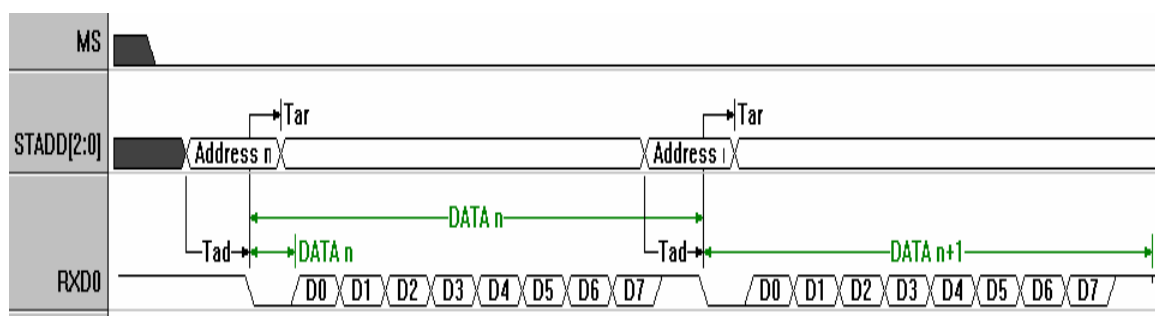 MS
Tar Tar
STADD[2:0] Address n Address
DATA n
Tad DATA n Tad DATA n+1
RXD0 D0 D1 D2 D3 D4 D5 D6 D7 D0 D1 D2 D3 D4 D5 D6 D7